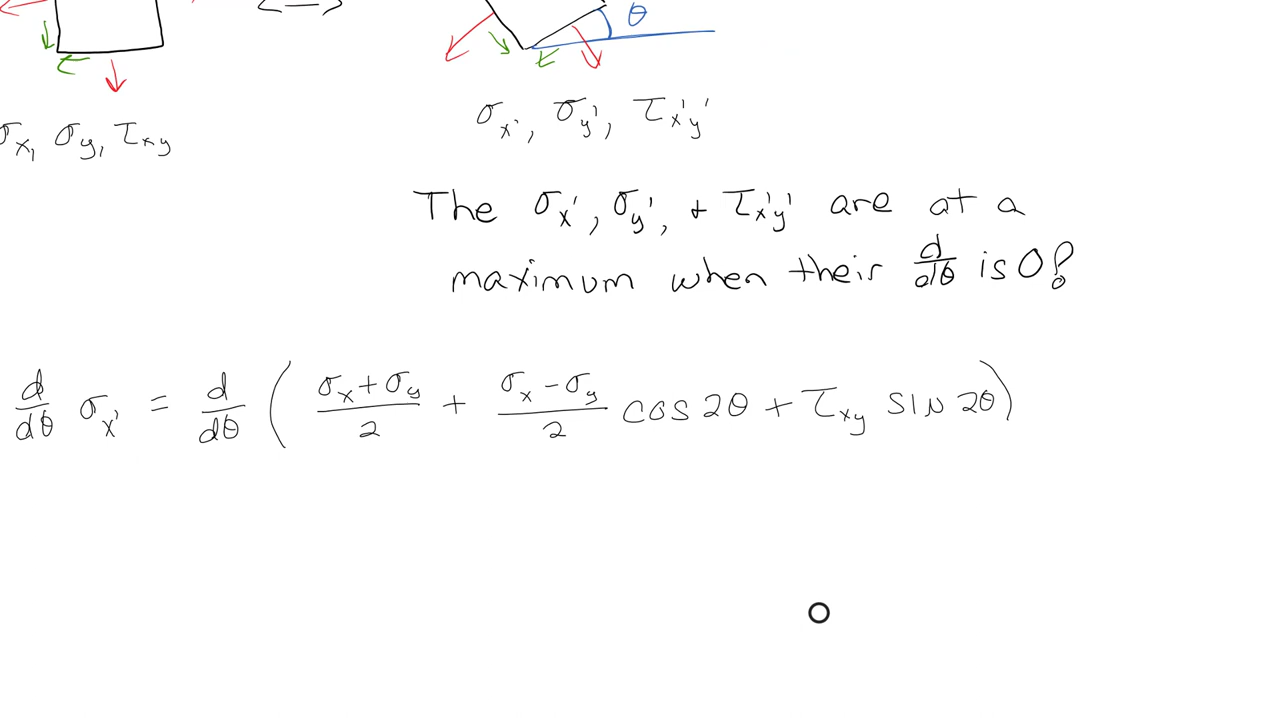 θ
σx, σy, τxy
σx', σy', τx'y'
The σx', σy', + τx'y' are at a
maximum when their d/dθ is 0!
d/dθ σx' = d/dθ ( (σx + σy)/2 + (σx - σy)/2 cos 2θ + τxy sin 2θ )